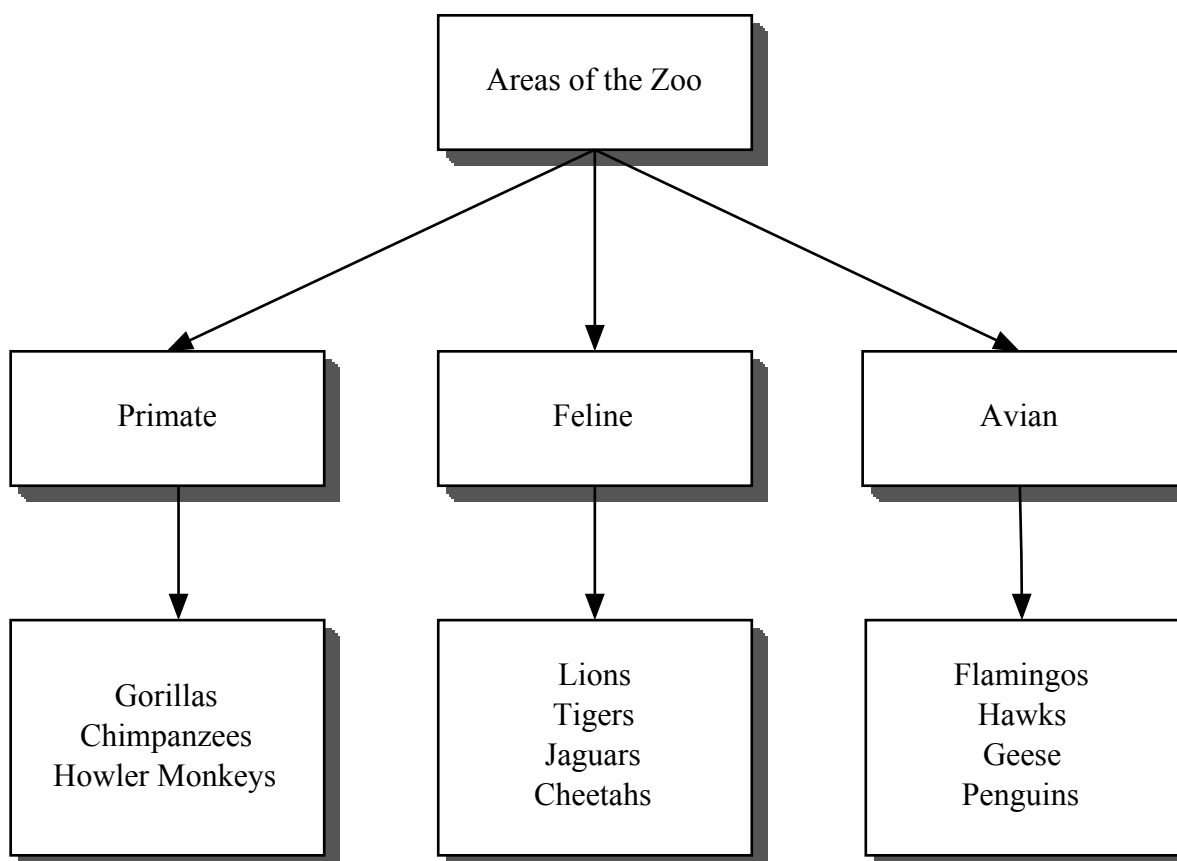 Areas of the Zoo
Primate
Feline
Avian
Gorillas
Chimpanzees
Howler Monkeys
Lions
Tigers
Jaguars
Cheetahs
Flamingos
Hawks
Geese
Penguins